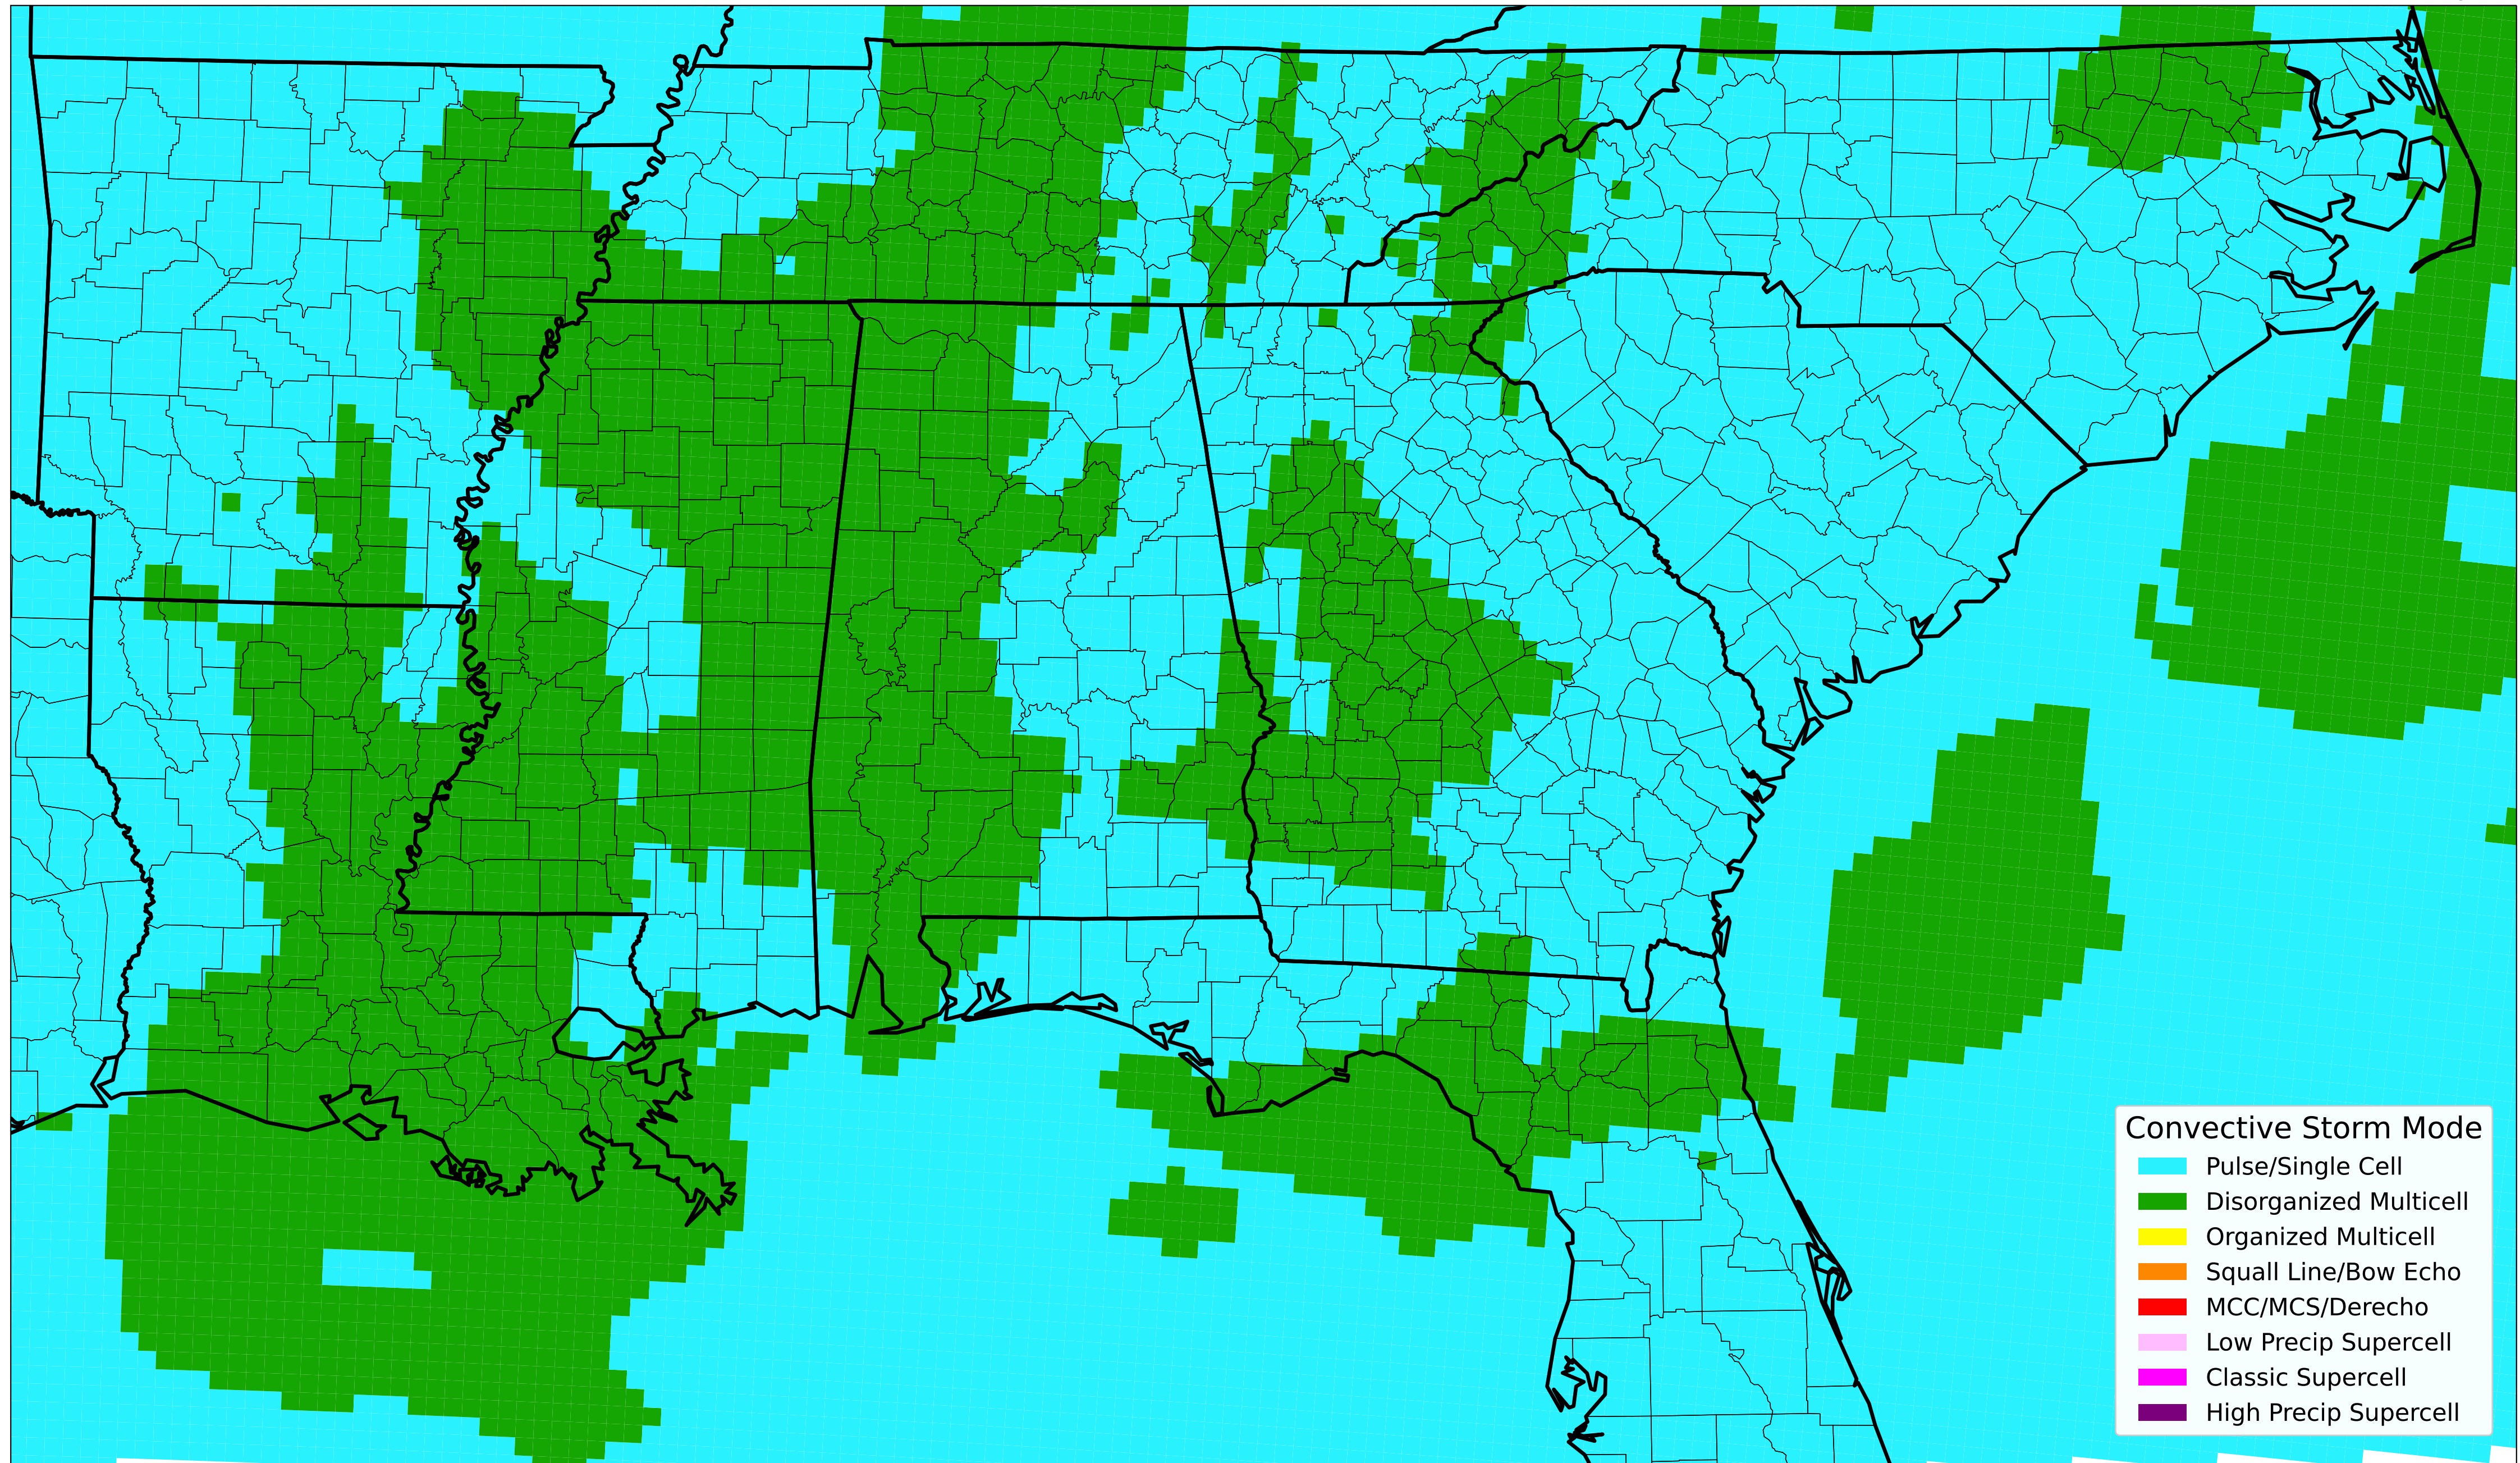 Convective Storm Mode
Pulse/Single Cell
Disorganized Multicell
Organized Multicell
Squall Line/Bow Echo
MCC/MCS/Derecho
Low Precip Supercell
Classic Supercell
High Precip Supercell